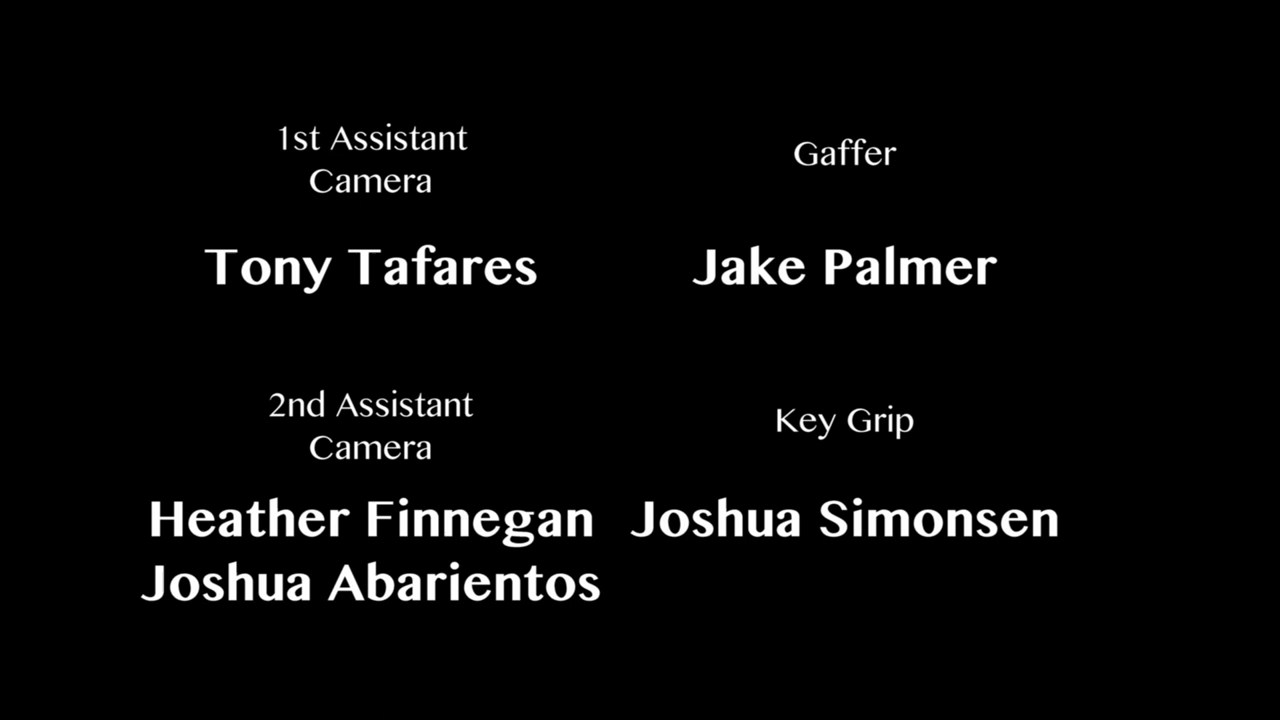 1st Assistant
Camera
Tony Tafares
Gaffer
Jake Palmer
2nd Assistant
Camera
Heather Finnegan
Joshua Abarientos
Key Grip
Joshua Simonsen